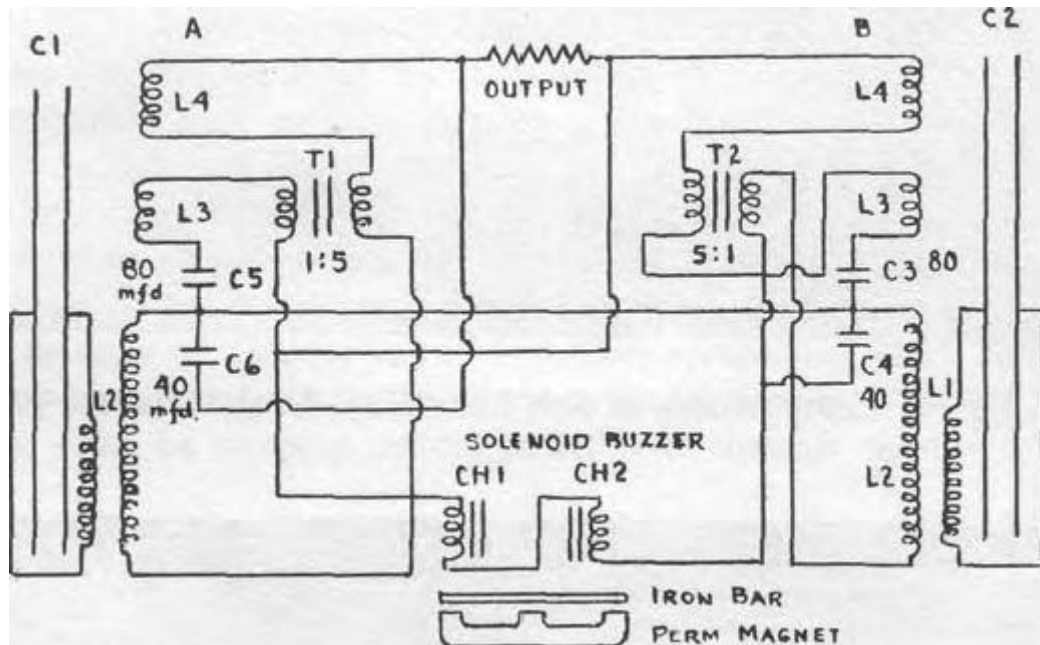 C1
A
B
C2
OUTPUT
L4
L4
T1
T2
L3
L3
1:5
5:1
80
mfd
C5
C3
80
C6
C4
40
mfd
40
L2
L1
L2
SOLENOID BUZZER
CH1
CH2
IRON BAR
PERM MAGNET